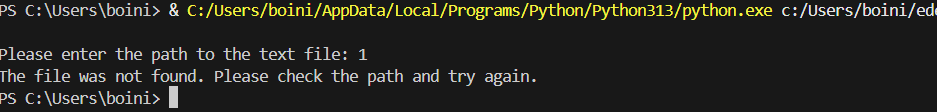 PS C:\Users\boini> & C:/Users/boini/AppData/Local/Programs/Python/Python313/python.exe c:/Users/boini/ed
Please enter the path to the text file: 1
The file was not found. Please check the path and try again.
PS C:\Users\boini>